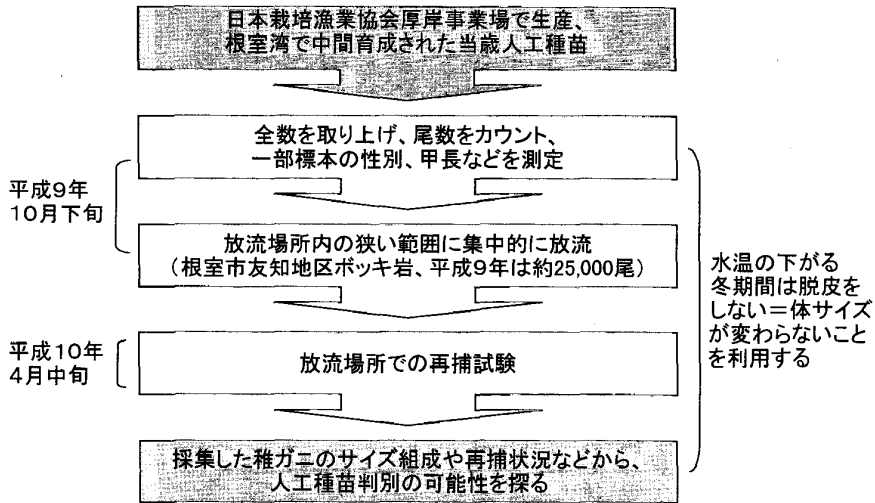 日本栽培漁業協会厚岸事業場で生産、
根室湾で中間育成された当歳人工種苗
全数を取り上げ、尾数をカウント、
一部標本の性別、甲長などを測定
平成9年
10月下旬
放流場所内の狭い範囲に集中的に放流
（根室市友知地区ボッキ岩、平成9年は約25,000尾）
水温の下がる
冬期間は脱皮を
しない＝体サイズ
が変わらないこと
を利用する
平成10年
4月中旬
放流場所での再捕試験
採集した稚ガニのサイズ組成や再捕状況などから、
人工種苗判別の可能性を探る